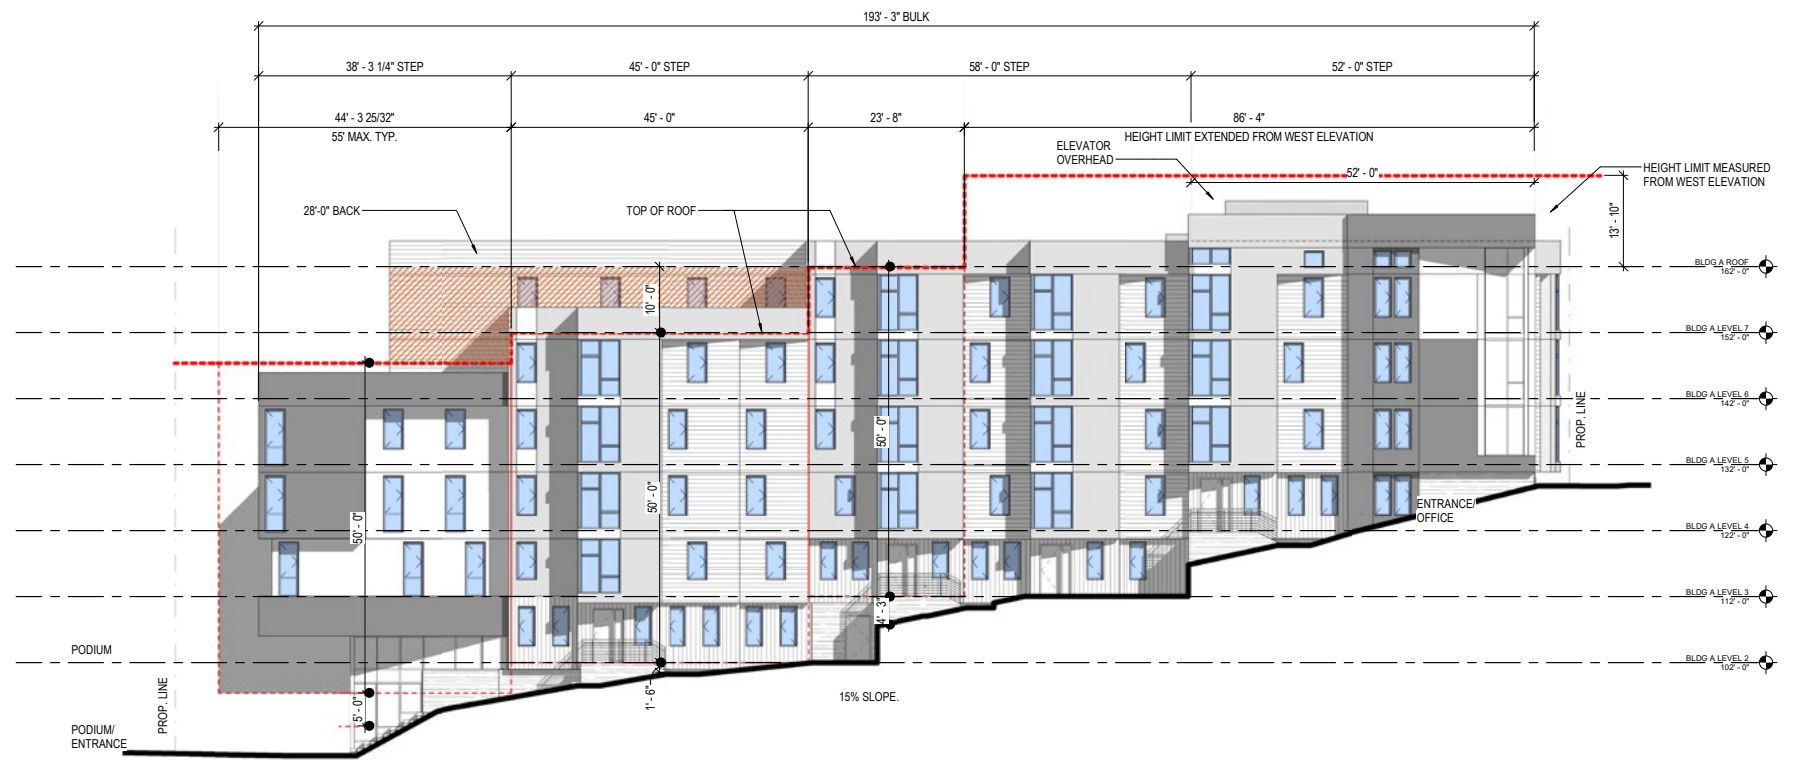 193' - 3" BULK
38' - 3 1/4" STEP
45' - 0" STEP
58' - 0" STEP
52' - 0" STEP
44' - 3 25/32"
55' MAX. TYP.
45' - 0"
23' - 8"
86' - 4"
HEIGHT LIMIT EXTENDED FROM WEST ELEVATION
ELEVATOR
OVERHEAD
52' - 0"
HEIGHT LIMIT MEASURED
FROM WEST ELEVATION
13' - 10"
28'-0" BACK
TOP OF ROOF
BLDG A ROOF
162' - 0"
10' - 0"
BLDG A LEVEL 7
152' - 0"
BLDG A LEVEL 6
142' - 0"
PROP. LINE
50' - 0"
BLDG A LEVEL 5
132' - 0"
50' - 0"
50' - 0"
ENTRANCE/
OFFICE
BLDG A LEVEL 4
122' - 0"
BLDG A LEVEL 3
112' - 0"
4' - 3"
PODIUM
BLDG A LEVEL 2
102' - 0"
1' - 6"
15% SLOPE.
5' - 0"
PROP. LINE
PODIUM/
ENTRANCE